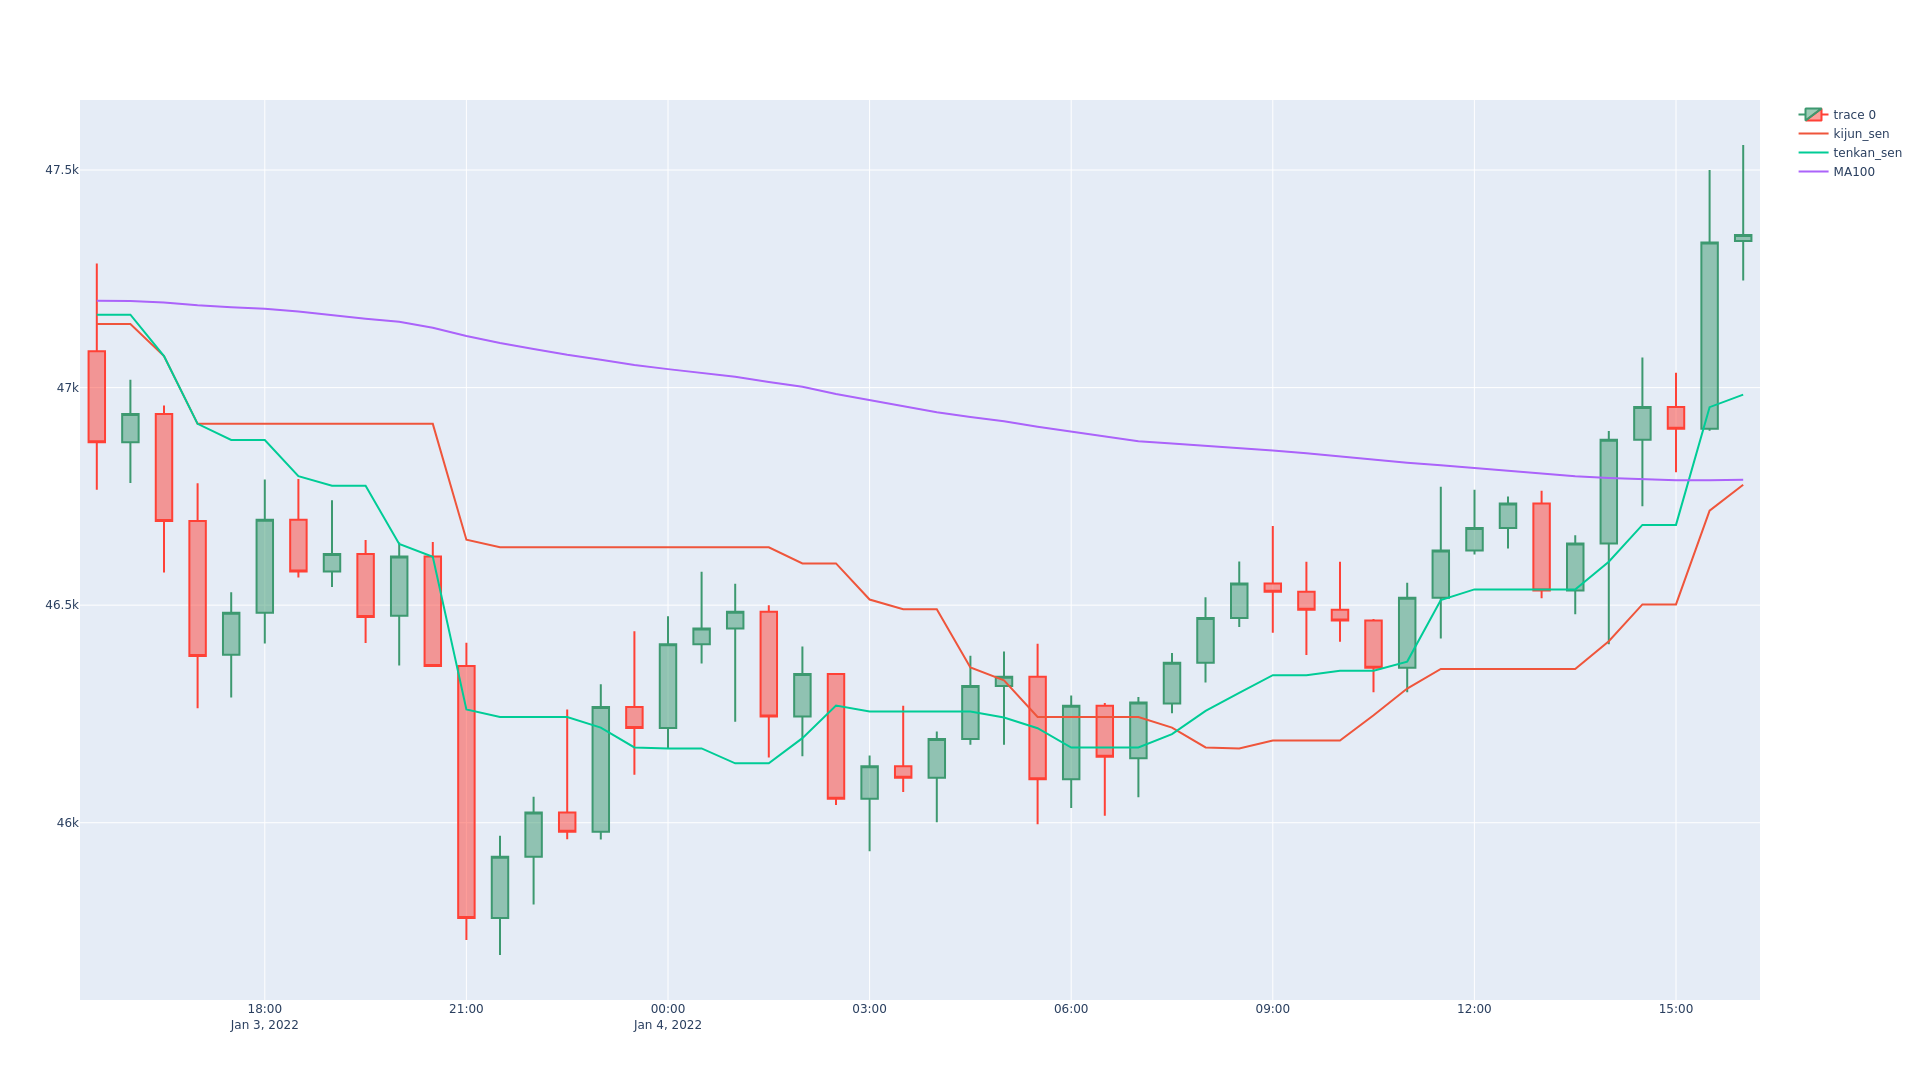 trace 0
kijun_sen
tenkan_sen
MA100
47.5k
47k
46.5k
46k
18:00
Jan 3, 2022
21:00
00:00
Jan 4, 2022
03:00
06:00
09:00
12:00
15:00